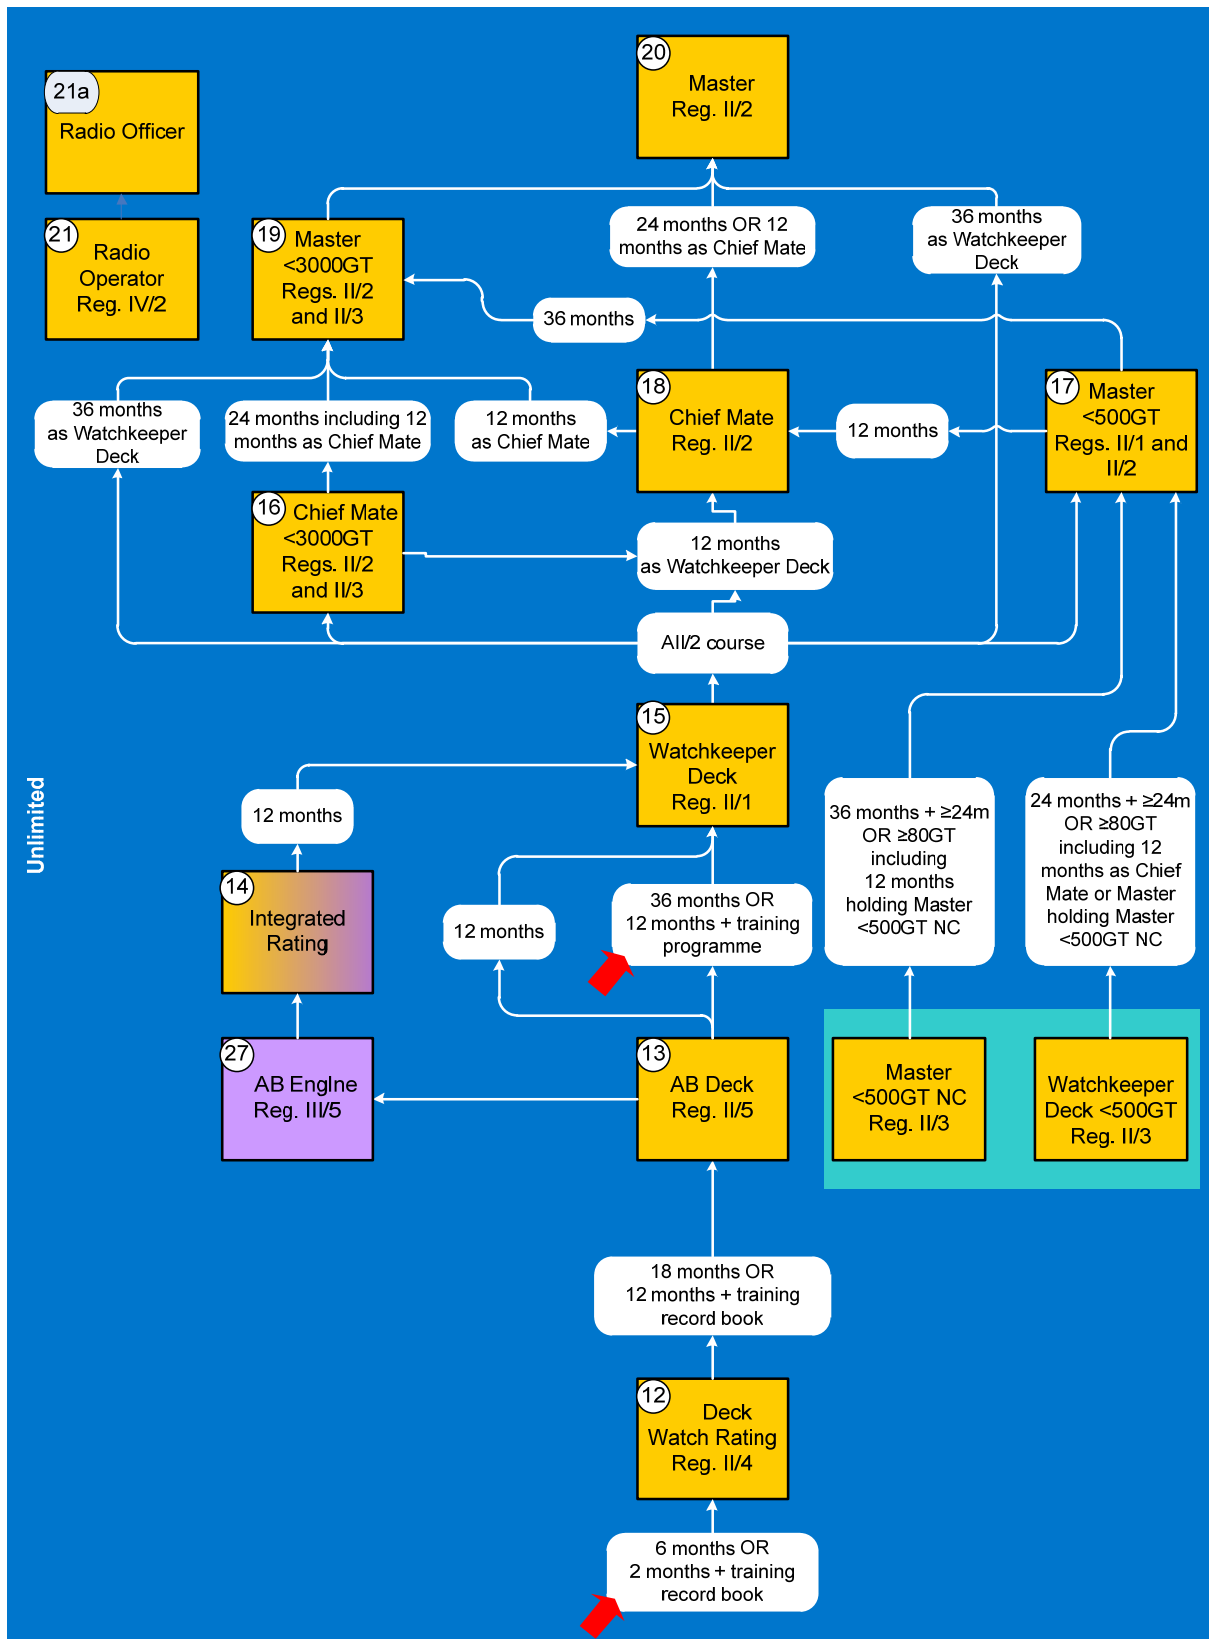 20
Master
Reg. II/2
21a
Radio Officer
21
Radio
Operator
Reg. IV/2
19
Master
<3000GT
Regs. II/2
and II/3
24 months OR 12
months as Chief Mate
36 months
as Watchkeeper
Deck
36 months
36 months
as Watchkeeper
Deck
24 months including 12
months as Chief Mate
12 months
as Chief Mate
18
Chief Mate
Reg. II/2
12 months
17
Master
<500GT
Regs. II/1 and
II/2
16
Chief Mate
<3000GT
Regs. II/2
and II/3
12 months
as Watchkeeper Deck
AII/2 course
15
Watchkeeper
Deck
Reg. II/1
Unlimited
12 months
36 months + ≥24m
OR ≥80GT
including
12 months
holding Master
<500GT NC
24 months + ≥24m
OR ≥80GT
including 12
months as Chief
Mate or Master
holding Master
<500GT NC
14
Integrated
Rating
12 months
36 months OR
12 months + training
programme
27
AB EngIne
Reg. III/5
13
AB Deck
Reg. II/5
Master
<500GT NC
Reg. II/3
Watchkeeper
Deck <500GT
Reg. II/3
18 months OR
12 months + training
record book
12
Deck
Watch Rating
Reg. II/4
6 months OR
2 months + training
record book